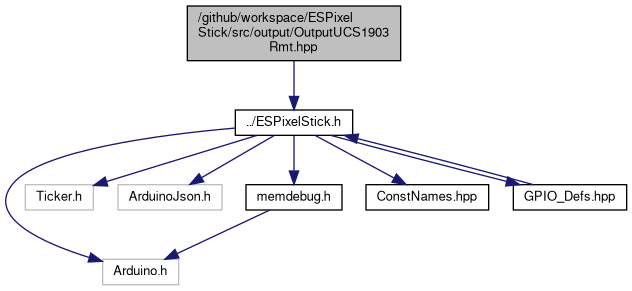 /github/workspace/ESPixel
Stick/src/output/OutputUCS1903
Rmt.hpp
../ESPixelStick.h
Ticker.h
ArduinoJson.h
memdebug.h
ConstNames.hpp
GPIO_Defs.hpp
Arduino.h